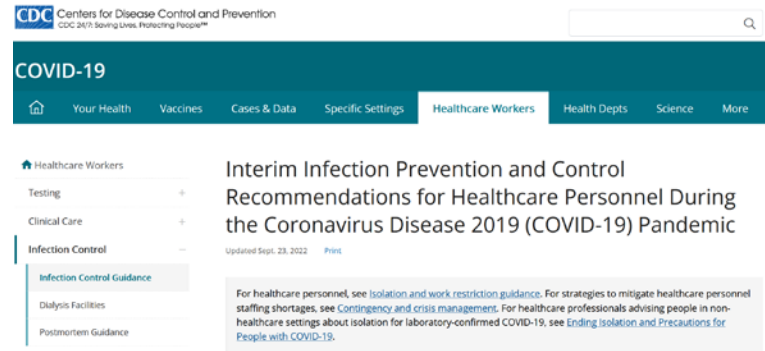 CDC Centers for Disease Control and Prevention
CDC 24/7: Saving Lives, Protecting People™
COVID-19
Your Health Vaccines Cases & Data Specific Settings Healthcare Workers Health Depts Science More
Healthcare Workers
Testing
Clinical Care
Infection Control
Infection Control Guidance
Dialysis Facilities
Postmortem Guidance
Interim Infection Prevention and Control
Recommendations for Healthcare Personnel During
the Coronavirus Disease 2019 (COVID-19) Pandemic
Updated Sept. 23, 2022 Print
For healthcare personnel, see Isolation and work restriction guidance. For strategies to mitigate healthcare personnel
staffing shortages, see Contingency and crisis management. For healthcare professionals advising people in non-
healthcare settings about isolation for laboratory-confirmed COVID-19, see Ending Isolation and Precautions for
People with COVID-19.